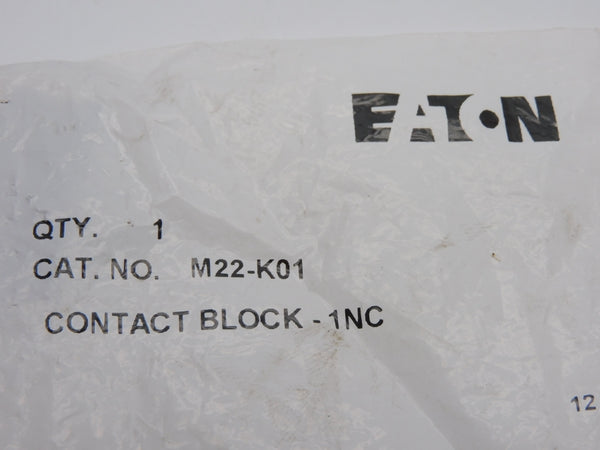 EATON
QTY. 1
CAT. NO. M22-K01
CONTACT BLOCK - 1NC
12